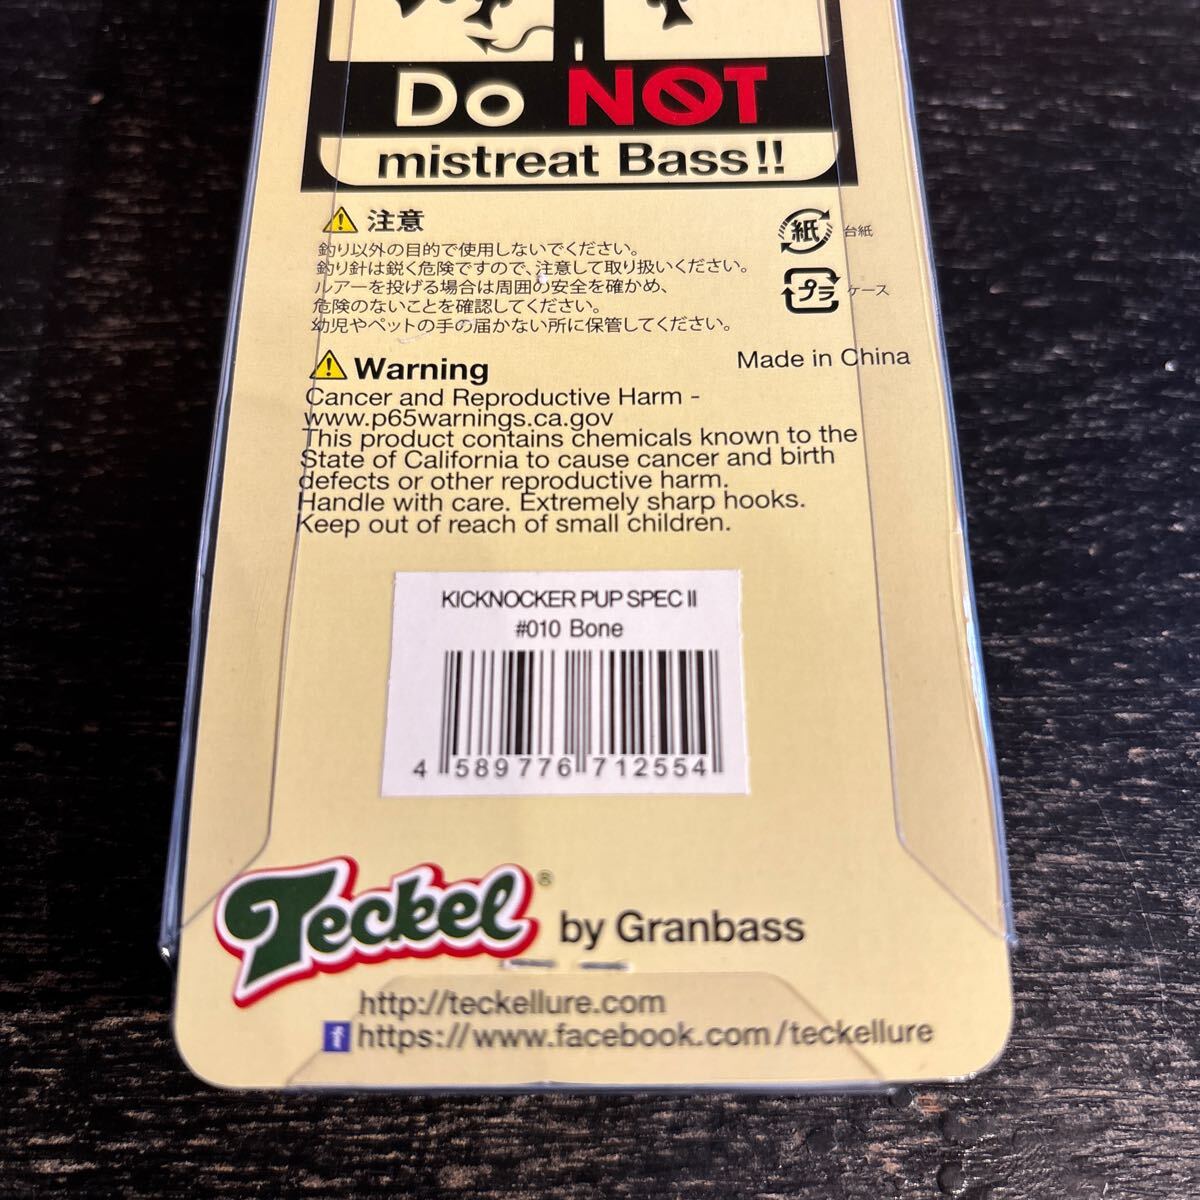 Do NOT
mistreat Bass!!
注意
釣り以外の目的で使用しないでください。
釣り針は鋭く危険ですので、注意して取り扱いください。
ルアーを投げる場合は周囲の安全を確かめ、
危険のないことを確認してください。
幼児やペットの手の届かない所に保管してください。
紙 台紙
プラ ケース
Warning
Made in China
Cancer and Reproductive Harm -
www.p65warnings.ca.gov
This product contains chemicals known to the
State of California to cause cancer and birth
defects or other reproductive harm.
Handle with care. Extremely sharp hooks.
Keep out of reach of small children.
KICKNOCKER PUP SPEC II
#010 Bone
4 589776 712554
Teckel® by Granbass
http://teckellure.com
f https://www.facebook.com/teckellure